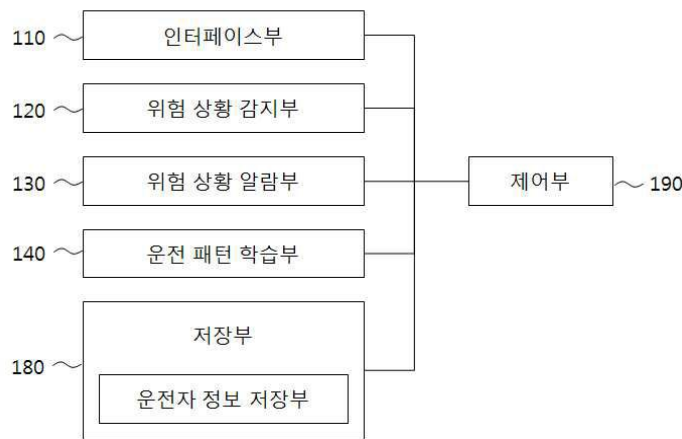 110 인터페이스부
120 위험 상황 감지부
130 위험 상황 알람부
제어부 190
140 운전 패턴 학습부
저장부
180
운전자 정보 저장부